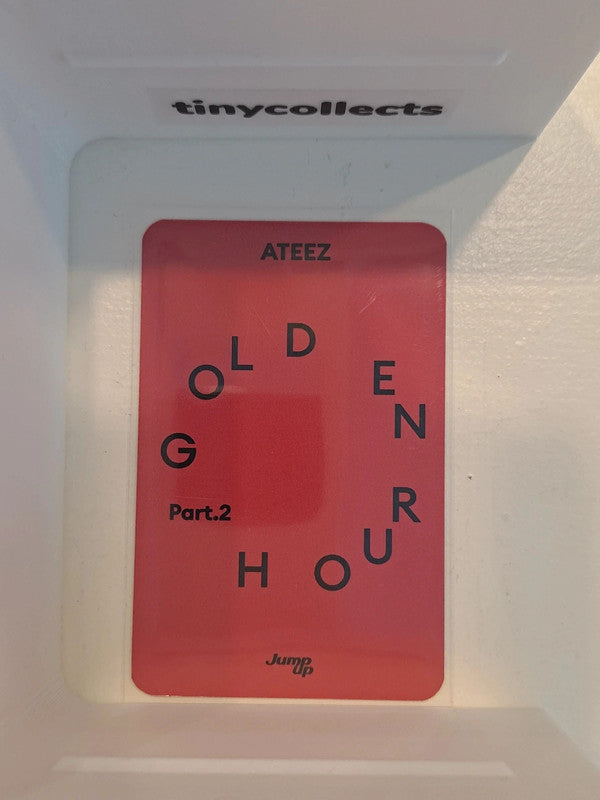 tinycollects
ATEEZ
GOLDEN
HOUR
Part.2
Jump
up